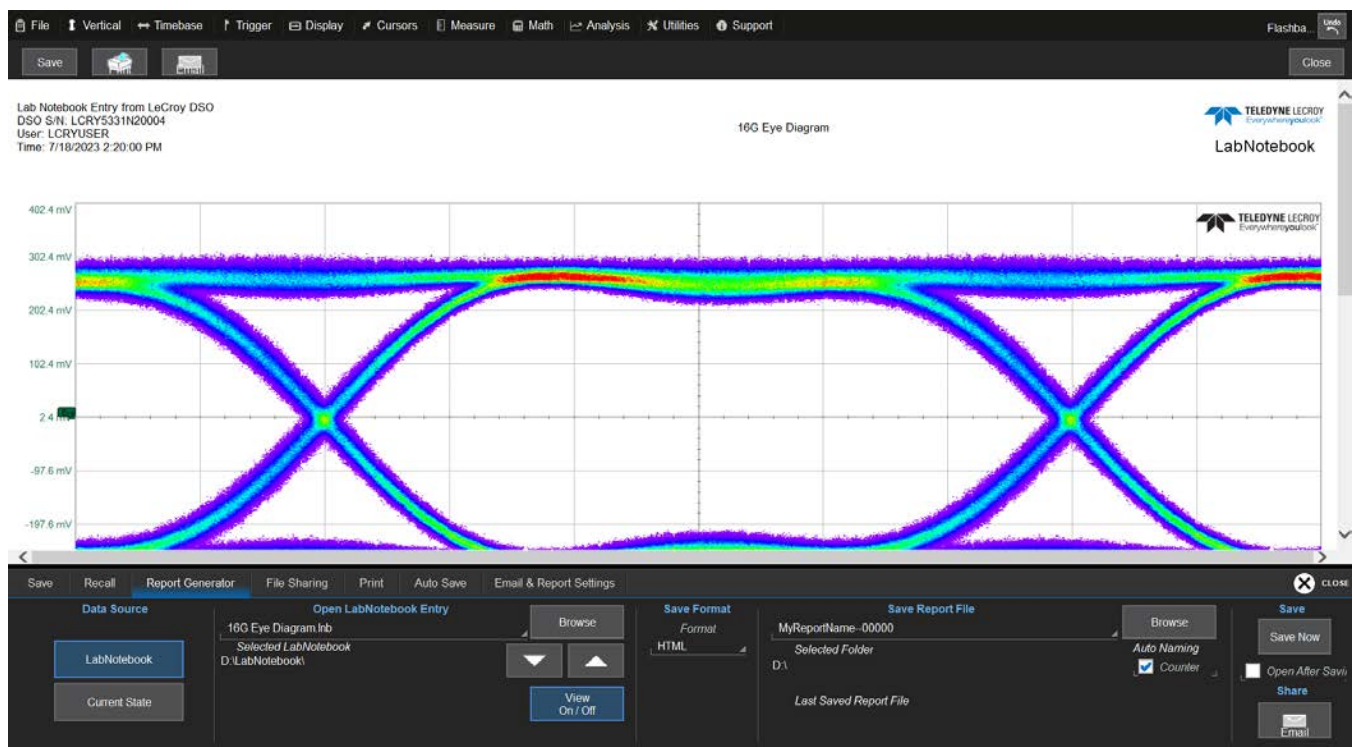 File Vertical Timebase Trigger Display Cursors Measure Math Analysis Utilities Support Flashba... Undo
Save Print Email Close
Lab Notebook Entry from LeCroy DSO
DSO S/N: LCRY5331N20004
User: LCRYUSER
Time: 7/18/2023 2:20:00 PM
16G Eye Diagram
TELEDYNE LECROY
Everywhereyoulook
LabNotebook
402.4 mV
TELEDYNE LECROY
Everywhereyoulook
302.4 mV
202.4 mV
102.4 mV
2.4
-97.6 mV
-197.6 mV
Save Recall Report Generator File Sharing Print Auto Save Email & Report Settings CLOSE
Data Source Open LabNotebook Entry Save Format Save Report File Save
16G Eye Diagram.lnb Browse Format MyReportName--00000 Browse Save Now
LabNotebook Selected LabNotebook HTML Selected Folder Auto Naming
D:\LabNotebook\ D:\ Counter Open After Savi
Current State View On / Off Last Saved Report File Share
Email